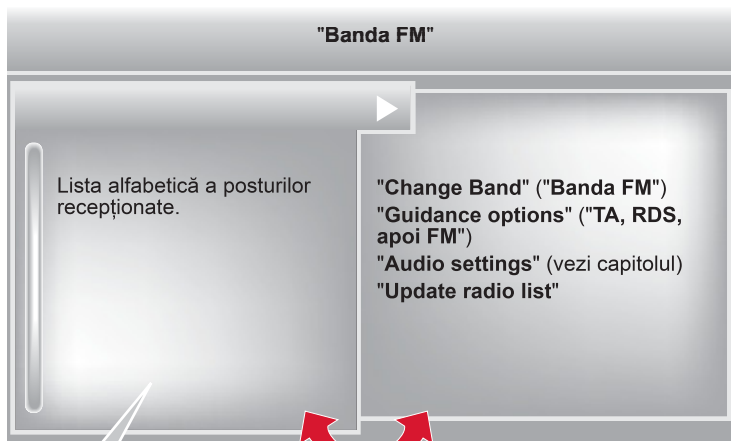 "Banda FM"
Lista alfabetică a posturilor
recepționate.
"Change Band" ("Banda FM")
"Guidance options" ("TA, RDS,
apoi FM")
"Audio settings" (vezi capitolul)
"Update radio list"